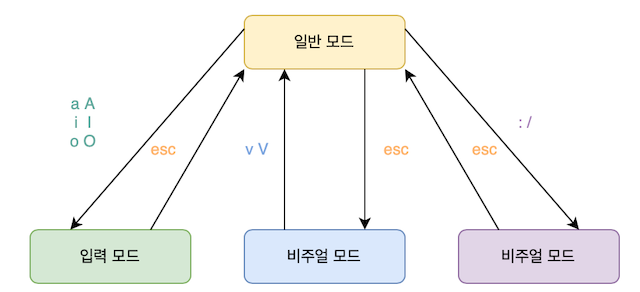 일반 모드
a A
i I
o O
esc
v V
esc
esc
: /
입력 모드
비주얼 모드
비주얼 모드